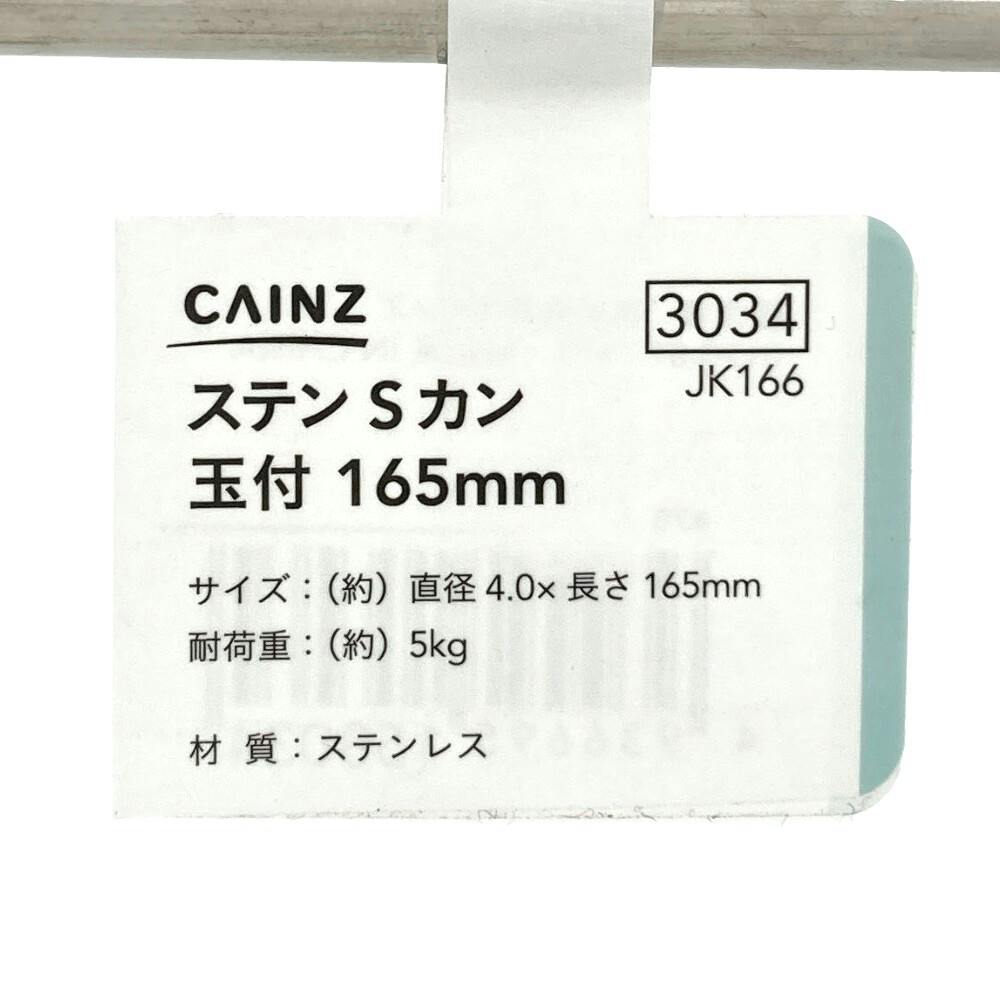 CAINZ
3034
JK166
ステン S カン
玉付 165mm
サイズ：（約）直径 4.0× 長さ 165mm
耐荷重：（約）5kg
材 質：ステンレス